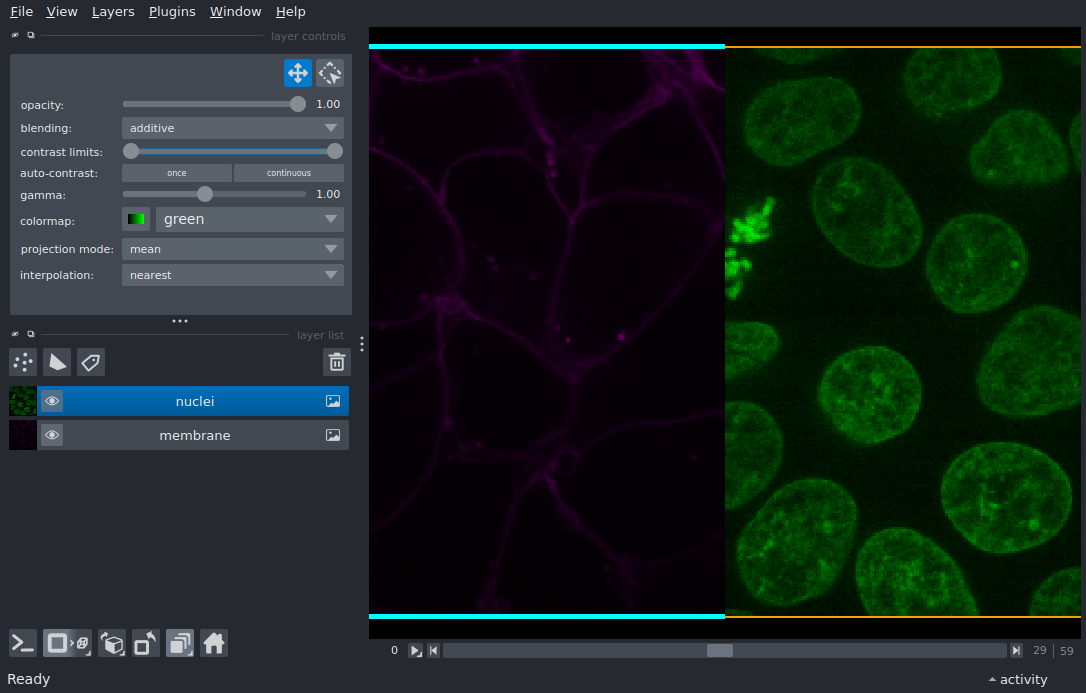 File View Layers Plugins Window Help
layer controls
opacity: 1.00
blending: additive
contrast limits:
auto-contrast: once continuous
gamma: 1.00
colormap: green
projection mode: mean
interpolation: nearest
layer list
nuclei
membrane
0 29 59
Ready activity